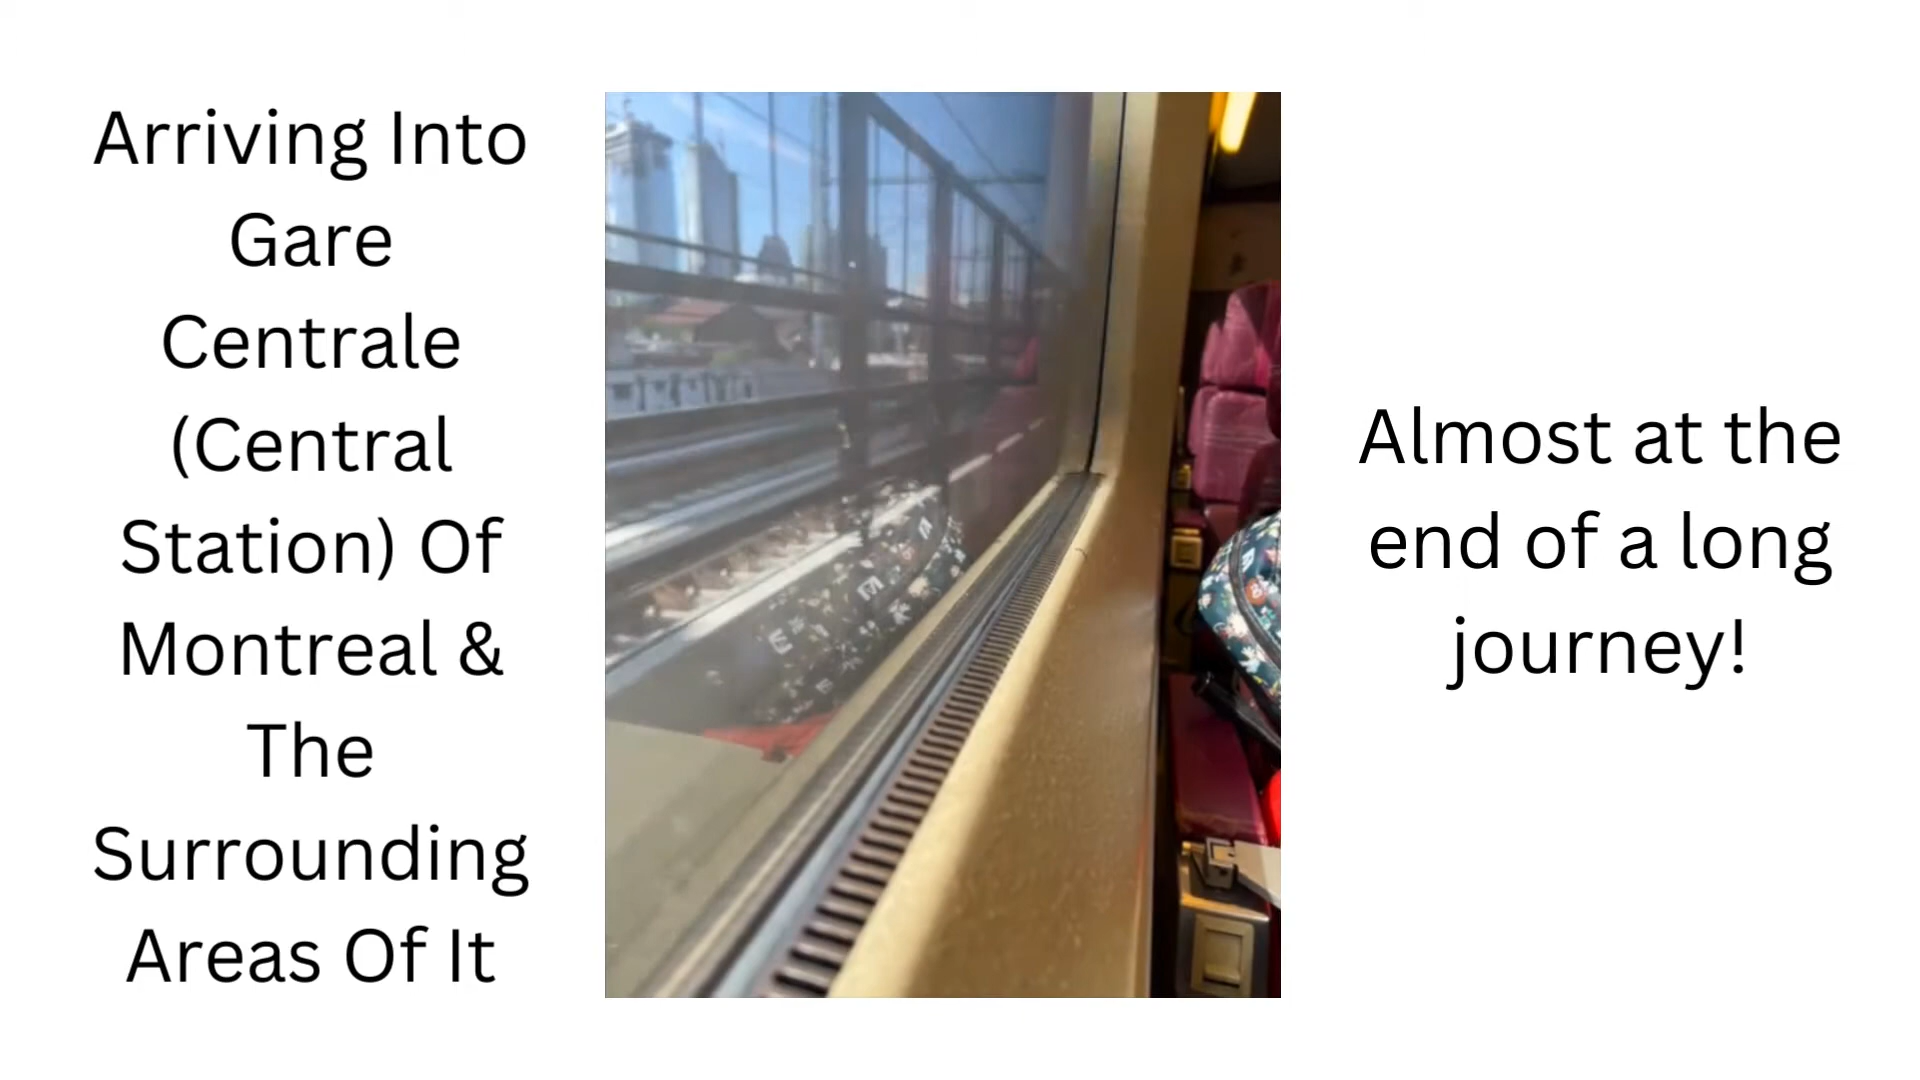 Arriving Into
Gare
Centrale
(Central
Station) Of
Montreal &
The
Surrounding
Areas Of It
Almost at the
end of a long
journey!